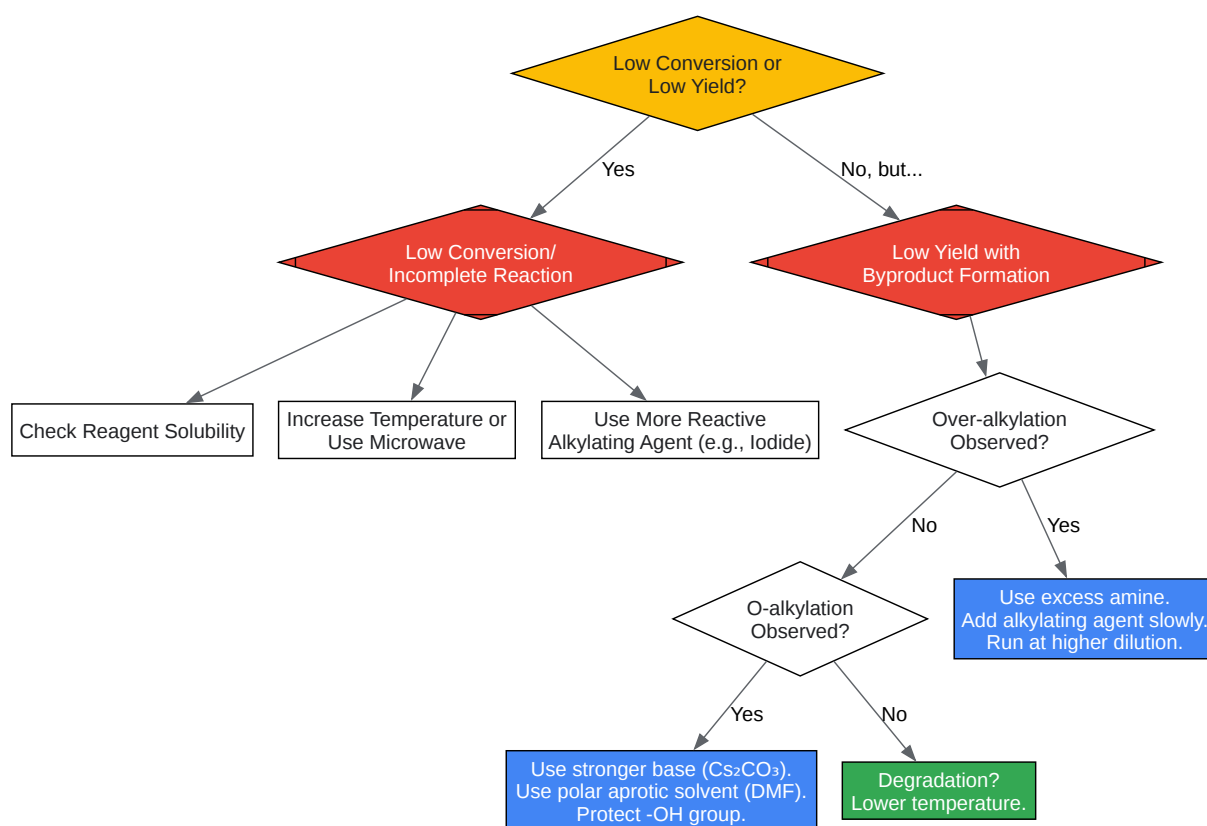 Low Conversion or
Low Yield?
Yes
No, but...
Low Conversion/
Incomplete Reaction
Low Yield with
Byproduct Formation
Check Reagent Solubility
Increase Temperature or
Use Microwave
Use More Reactive
Alkylating Agent (e.g., Iodide)
Over-alkylation
Observed?
No
Yes
O-alkylation
Observed?
Use excess amine.
Add alkylating agent slowly.
Run at higher dilution.
Yes
No
Use stronger base (Cs₂CO₃).
Use polar aprotic solvent (DMF).
Protect -OH group.
Degradation?
Lower temperature.